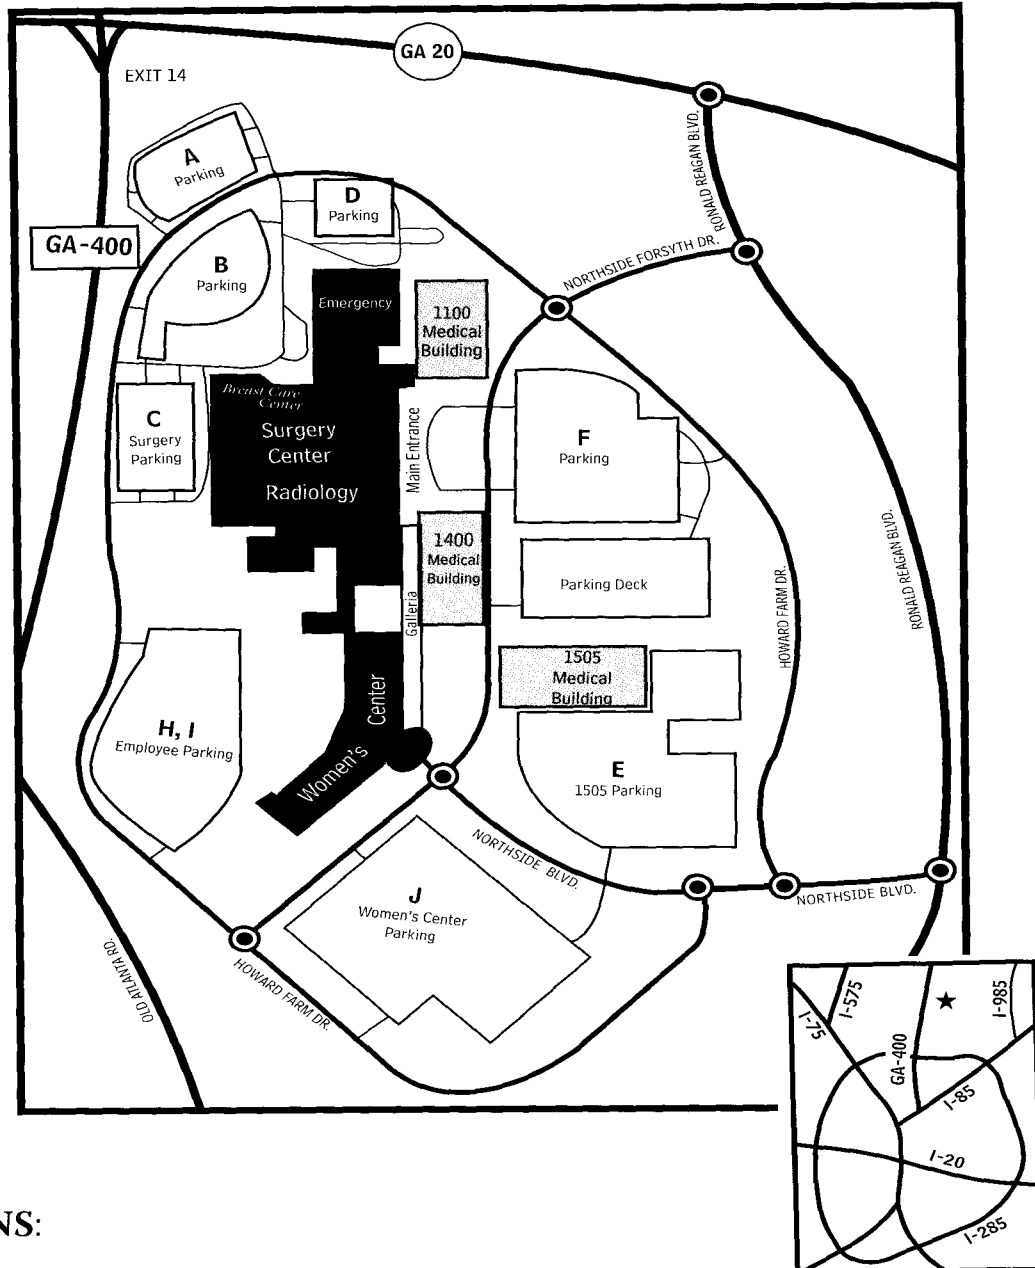 GA 20
EXIT 14
A
Parking
D
Parking
RONALD REAGAN BLVD.
GA-400
NORTHSIDE FORSYTH DR.
B
Parking
Emergency
1100
Medical
Building
Breast Care
Center
C
Surgery
Parking
Surgery
Center
Radiology
Main Entrance
F
Parking
1400
Medical
Building
Galleria
Parking Deck
HOWARD FARM DR.
RONALD REAGAN BLVD.
1505
Medical
Building
H, I
Employee Parking
Women's
Center
E
1505 Parking
NORTHSIDE BLVD.
NORTHSIDE BLVD.
J
Women's Center
Parking
OLD ATLANTA RD.
HOWARD FARM DR.
I-75
I-575
★
I-985
GA-400
I-85
I-20
I-285
NS: